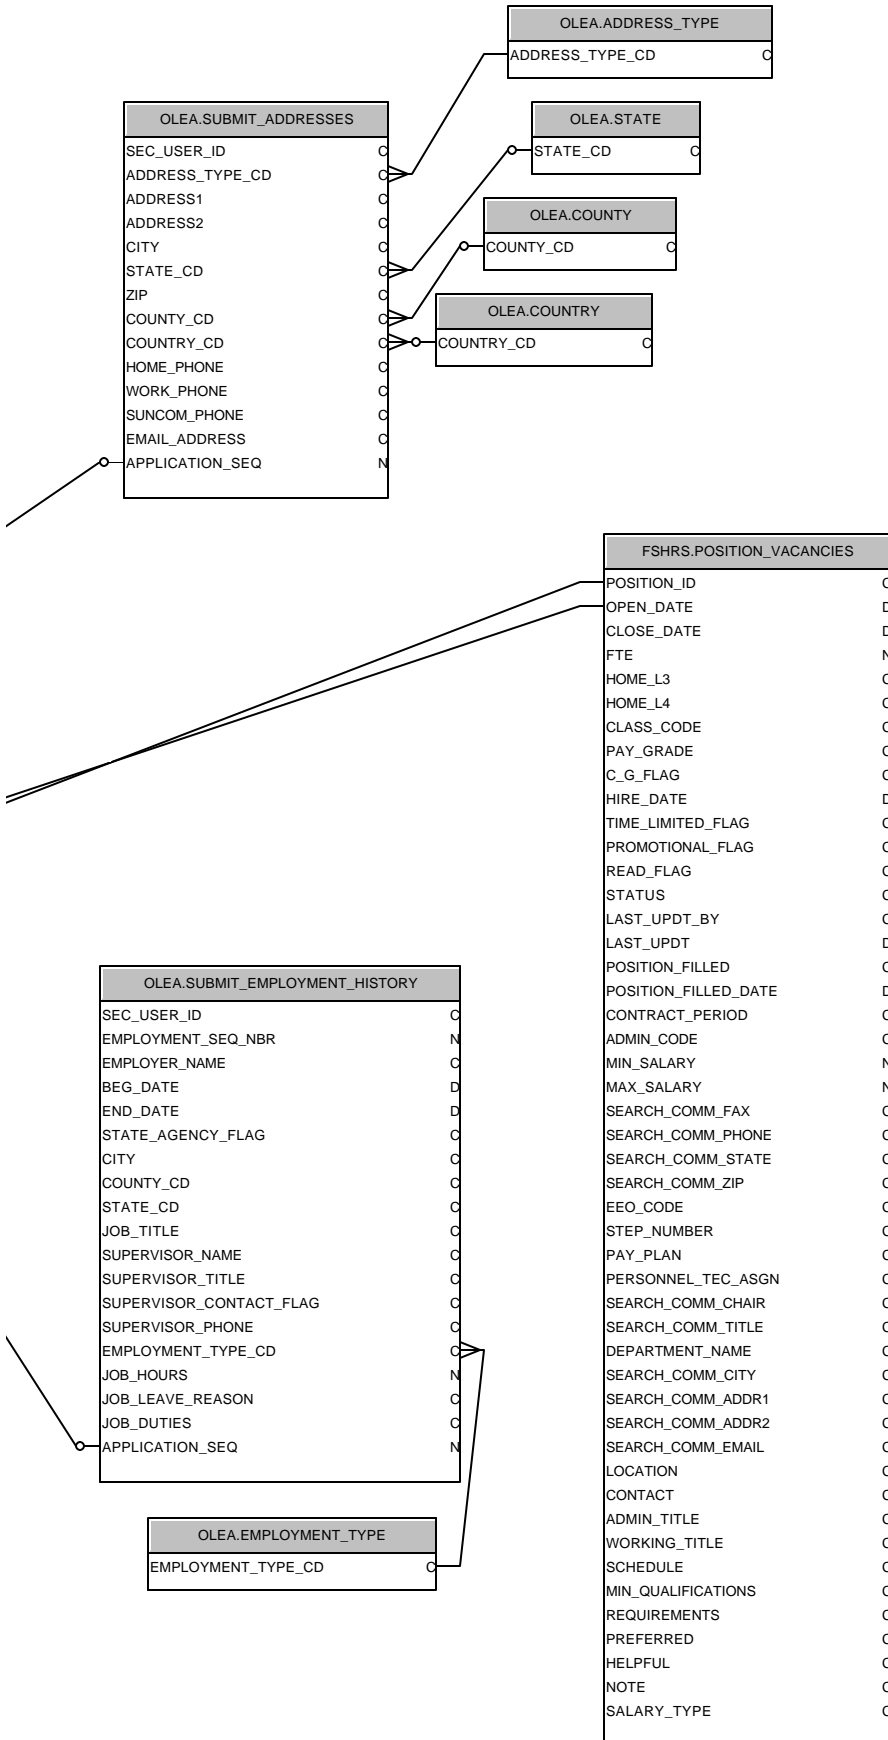 OLEA.ADDRESS_TYPE
ADDRESS_TYPE_CD C
OLEA.SUBMIT_ADDRESSES
SEC_USER_ID C
ADDRESS_TYPE_CD C
ADDRESS1 C
ADDRESS2 C
CITY C
STATE_CD C
ZIP C
COUNTY_CD C
COUNTRY_CD C
HOME_PHONE C
WORK_PHONE C
SUNCOM_PHONE C
EMAIL_ADDRESS C
APPLICATION_SEQ N
OLEA.STATE
STATE_CD C
OLEA.COUNTY
COUNTY_CD C
OLEA.COUNTRY
COUNTRY_CD C
FSHRS.POSITION_VACANCIES
POSITION_ID C
OPEN_DATE D
CLOSE_DATE D
FTE N
HOME_L3 C
HOME_L4 C
CLASS_CODE C
PAY_GRADE C
C_G_FLAG C
HIRE_DATE D
TIME_LIMITED_FLAG C
PROMOTIONAL_FLAG C
READ_FLAG C
STATUS C
LAST_UPDT_BY C
LAST_UPDT D
POSITION_FILLED C
POSITION_FILLED_DATE D
CONTRACT_PERIOD C
ADMIN_CODE C
MIN_SALARY N
MAX_SALARY N
SEARCH_COMM_FAX C
SEARCH_COMM_PHONE C
SEARCH_COMM_STATE C
SEARCH_COMM_ZIP C
EEO_CODE C
STEP_NUMBER C
PAY_PLAN C
PERSONNEL_TEC_ASGN C
SEARCH_COMM_CHAIR C
SEARCH_COMM_TITLE C
DEPARTMENT_NAME C
SEARCH_COMM_CITY C
SEARCH_COMM_ADDR1 C
SEARCH_COMM_ADDR2 C
SEARCH_COMM_EMAIL C
LOCATION C
CONTACT C
ADMIN_TITLE C
WORKING_TITLE C
SCHEDULE C
MIN_QUALIFICATIONS C
REQUIREMENTS C
PREFERRED C
HELPFUL C
NOTE C
SALARY_TYPE C
OLEA.SUBMIT_EMPLOYMENT_HISTORY
SEC_USER_ID C
EMPLOYMENT_SEQ_NBR N
EMPLOYER_NAME C
BEG_DATE D
END_DATE D
STATE_AGENCY_FLAG C
CITY C
COUNTY_CD C
STATE_CD C
JOB_TITLE C
SUPERVISOR_NAME C
SUPERVISOR_TITLE C
SUPERVISOR_CONTACT_FLAG C
SUPERVISOR_PHONE C
EMPLOYMENT_TYPE_CD C
JOB_HOURS N
JOB_LEAVE_REASON C
JOB_DUTIES C
APPLICATION_SEQ N
OLEA.EMPLOYMENT_TYPE
EMPLOYMENT_TYPE_CD C